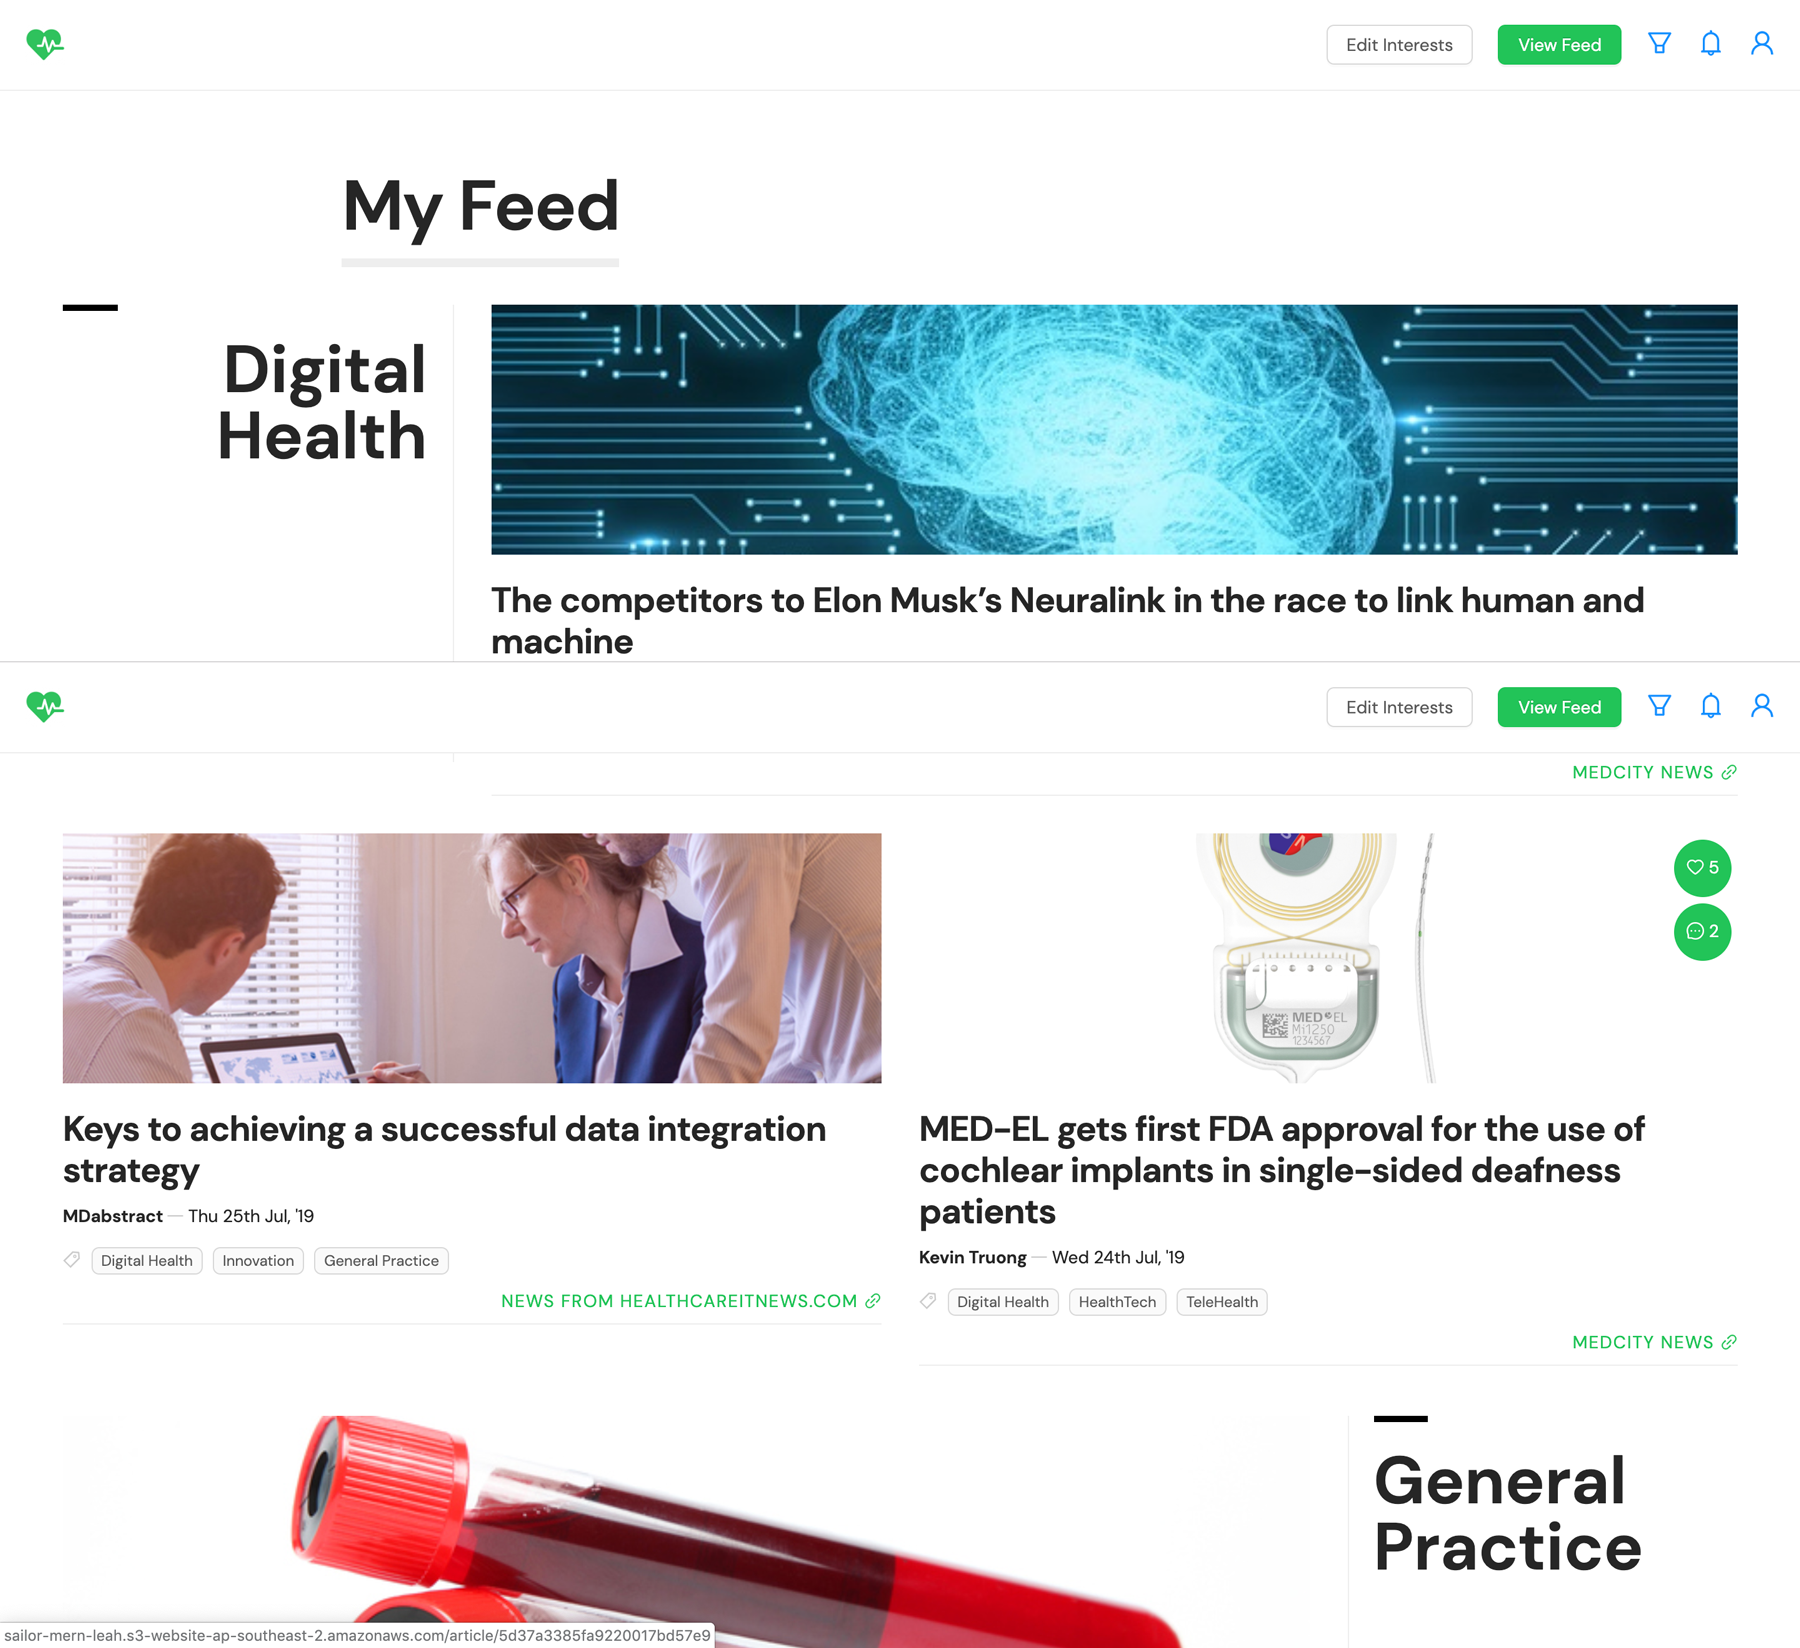 Edit Interests
View Feed
My Feed
Digital
Health
The competitors to Elon Musk’s Neuralink in the race to link human and
machine
Edit Interests
View Feed
MEDCITY NEWS
5
2
MED-EL
Mi1250
1234567
Keys to achieving a successful data integration
strategy
MDabstract — Thu 25th Jul, '19
Digital Health
Innovation
General Practice
NEWS FROM HEALTHCAREITNEWS.COM
MED-EL gets first FDA approval for the use of
cochlear implants in single-sided deafness
patients
Kevin Truong — Wed 24th Jul, '19
Digital Health
HealthTech
TeleHealth
MEDCITY NEWS
General
Practice
sailor-mern-leah.s3-website-ap-southeast-2.amazonaws.com/article/5d37a3385fa9220017bd57e9